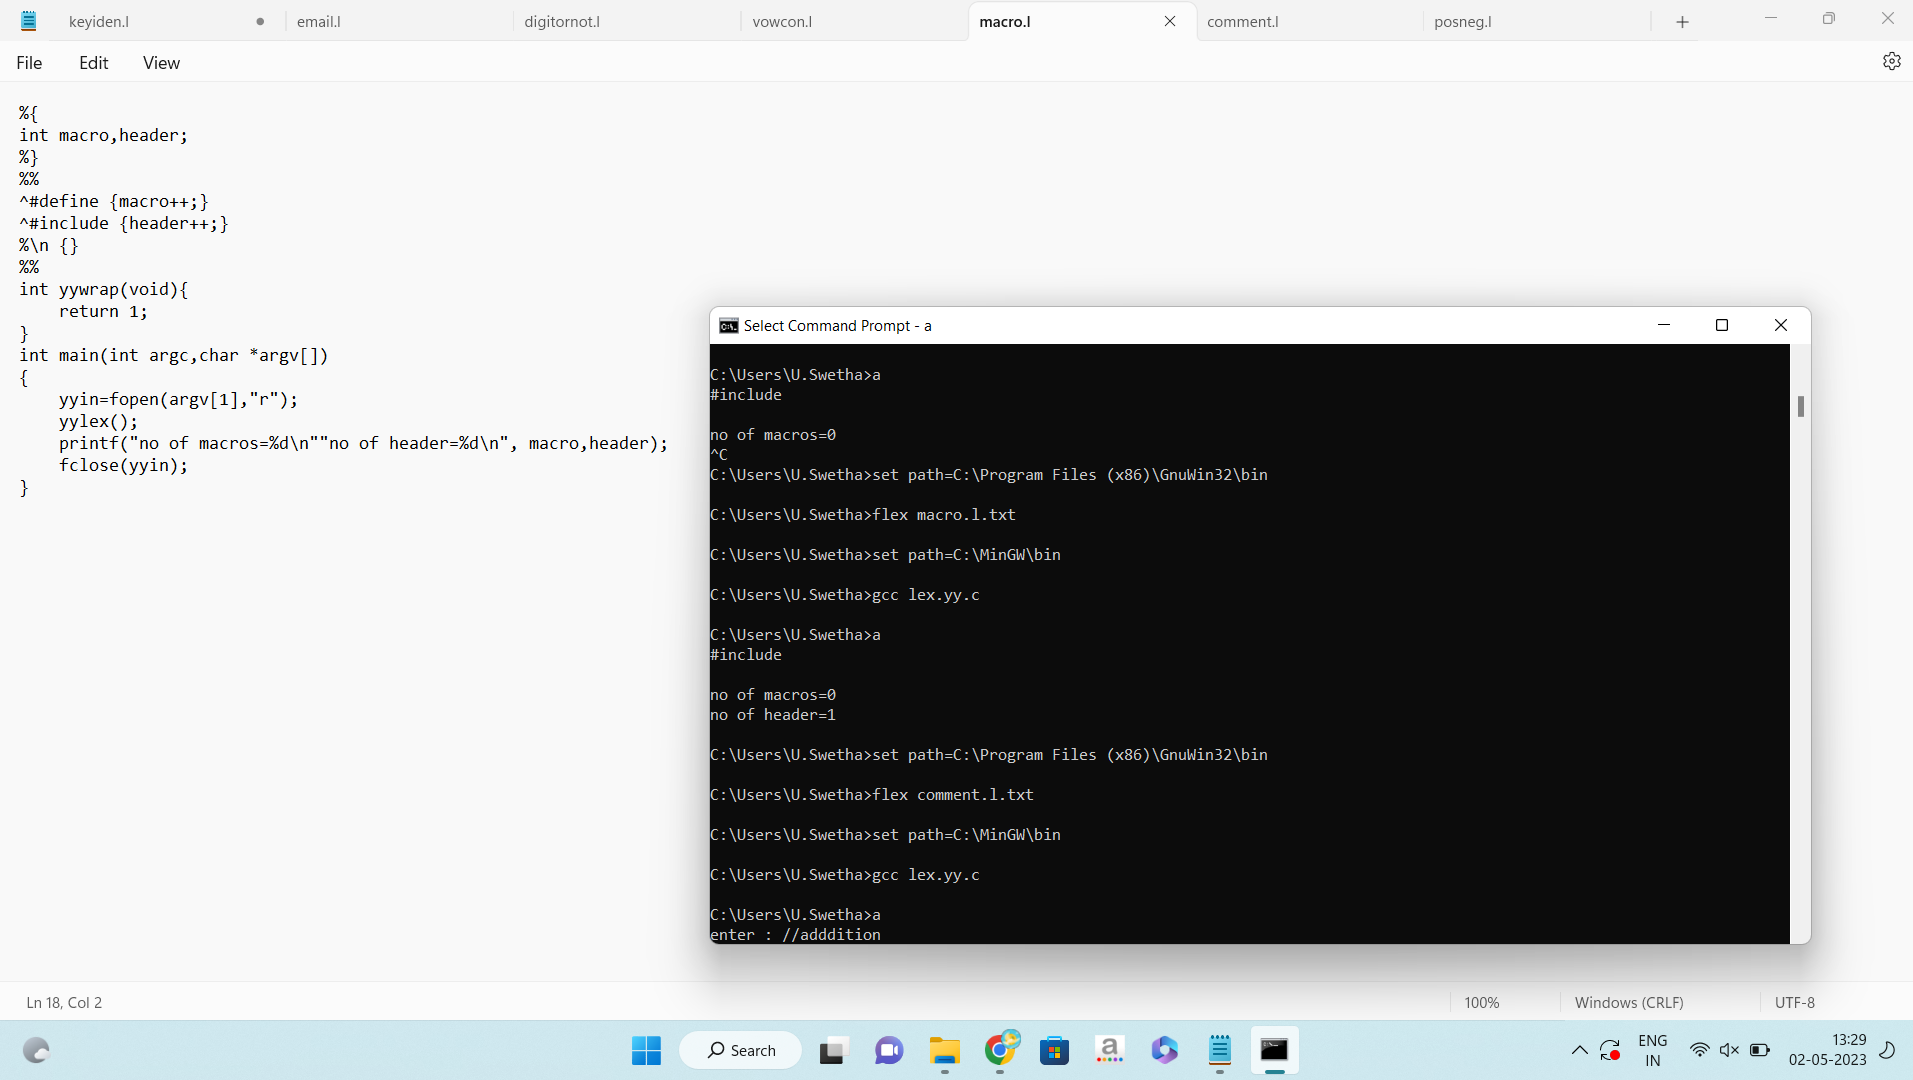 keyiden.l
email.l
digitornot.l
vowcon.l
macro.l
comment.l
posneg.l
File
Edit
View
%{
int macro,header;
%}
%%
^#define {macro++;}
^#include {header++;}
%\n {}
%%
int yywrap(void){
    return 1;
}
int main(int argc,char *argv[])
{
    yyin=fopen(argv[1],"r");
    yylex();
    printf("no of macros=%d\n""no of header=%d\n", macro,header);
    fclose(yyin);
}
Select Command Prompt - a
C:\Users\U.Swetha>a
#include
no of macros=0
^C
C:\Users\U.Swetha>set path=C:\Program Files (x86)\GnuWin32\bin
C:\Users\U.Swetha>flex macro.l.txt
C:\Users\U.Swetha>set path=C:\MinGW\bin
C:\Users\U.Swetha>gcc lex.yy.c
C:\Users\U.Swetha>a
#include
no of macros=0
no of header=1
C:\Users\U.Swetha>set path=C:\Program Files (x86)\GnuWin32\bin
C:\Users\U.Swetha>flex comment.l.txt
C:\Users\U.Swetha>set path=C:\MinGW\bin
C:\Users\U.Swetha>gcc lex.yy.c
C:\Users\U.Swetha>a
enter : //adddition
Ln 18, Col 2
100%
Windows (CRLF)
UTF-8
Search
a
ENG
IN
13:29
02-05-2023